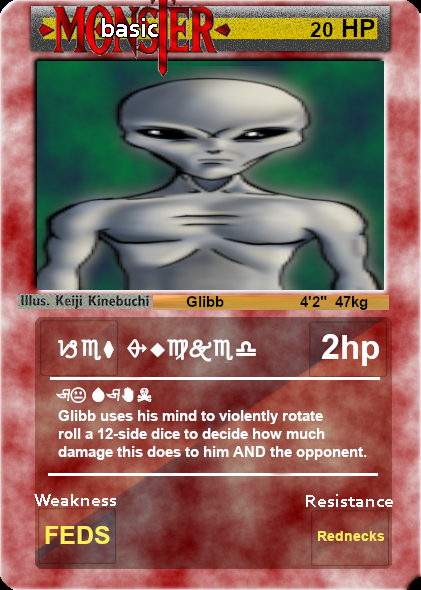 MONSTER
basic
20 HP
Illus. Keiji Kinebuchi
Glibb
4'2" 47kg
♑♏⧫ ♐◆♍🙵♏♎
2hp
🏱😐 💧🏱✋☠
Glibb uses his mind to violently rotate
roll a 12-side dice to decide how much
damage this does to him AND the opponent.
Weakness
Resistance
FEDS
Rednecks